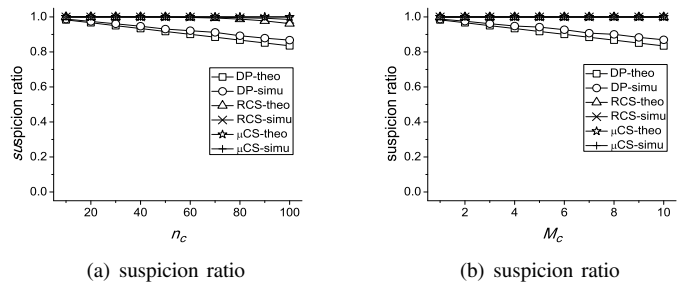 1.0
0.8
0.6
0.4
0.2
0.0
suspicion ratio
DP-theo
DP-simu
RCS-theo
RCS-simu
μCS-theo
μCS-simu
20 40 60 80 100
n_c
(a) suspicion ratio
1.0
0.8
0.6
0.4
0.2
0.0
suspicion ratio
DP-theo
DP-simu
RCS-theo
RCS-simu
μCS-theo
μCS-simu
2 4 6 8 10
M_c
(b) suspicion ratio